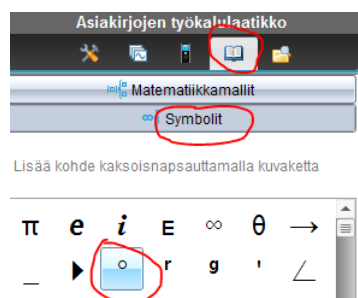 Asiakirjojen työkalulaatikko
Matematiikkamallit
∞β Symbolit
Lisää kohde kaksoisnapsauttamalla kuvaketta
π e i E ∞ θ →
_ ▶ ° r g ' ∠